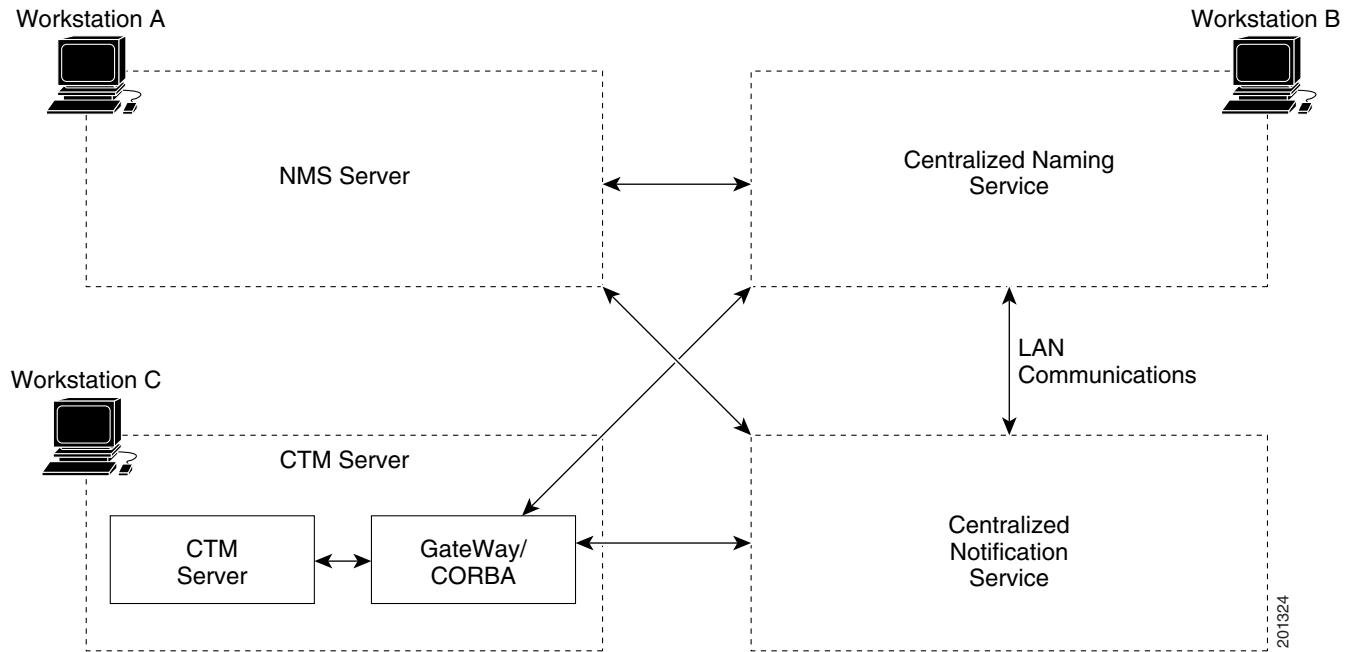 Workstation A
Workstation B
NMS Server
Centralized Naming
Service
LAN
Communications
Workstation C
CTM Server
CTM
Server
GateWay/
CORBA
Centralized
Notification
Service
201324